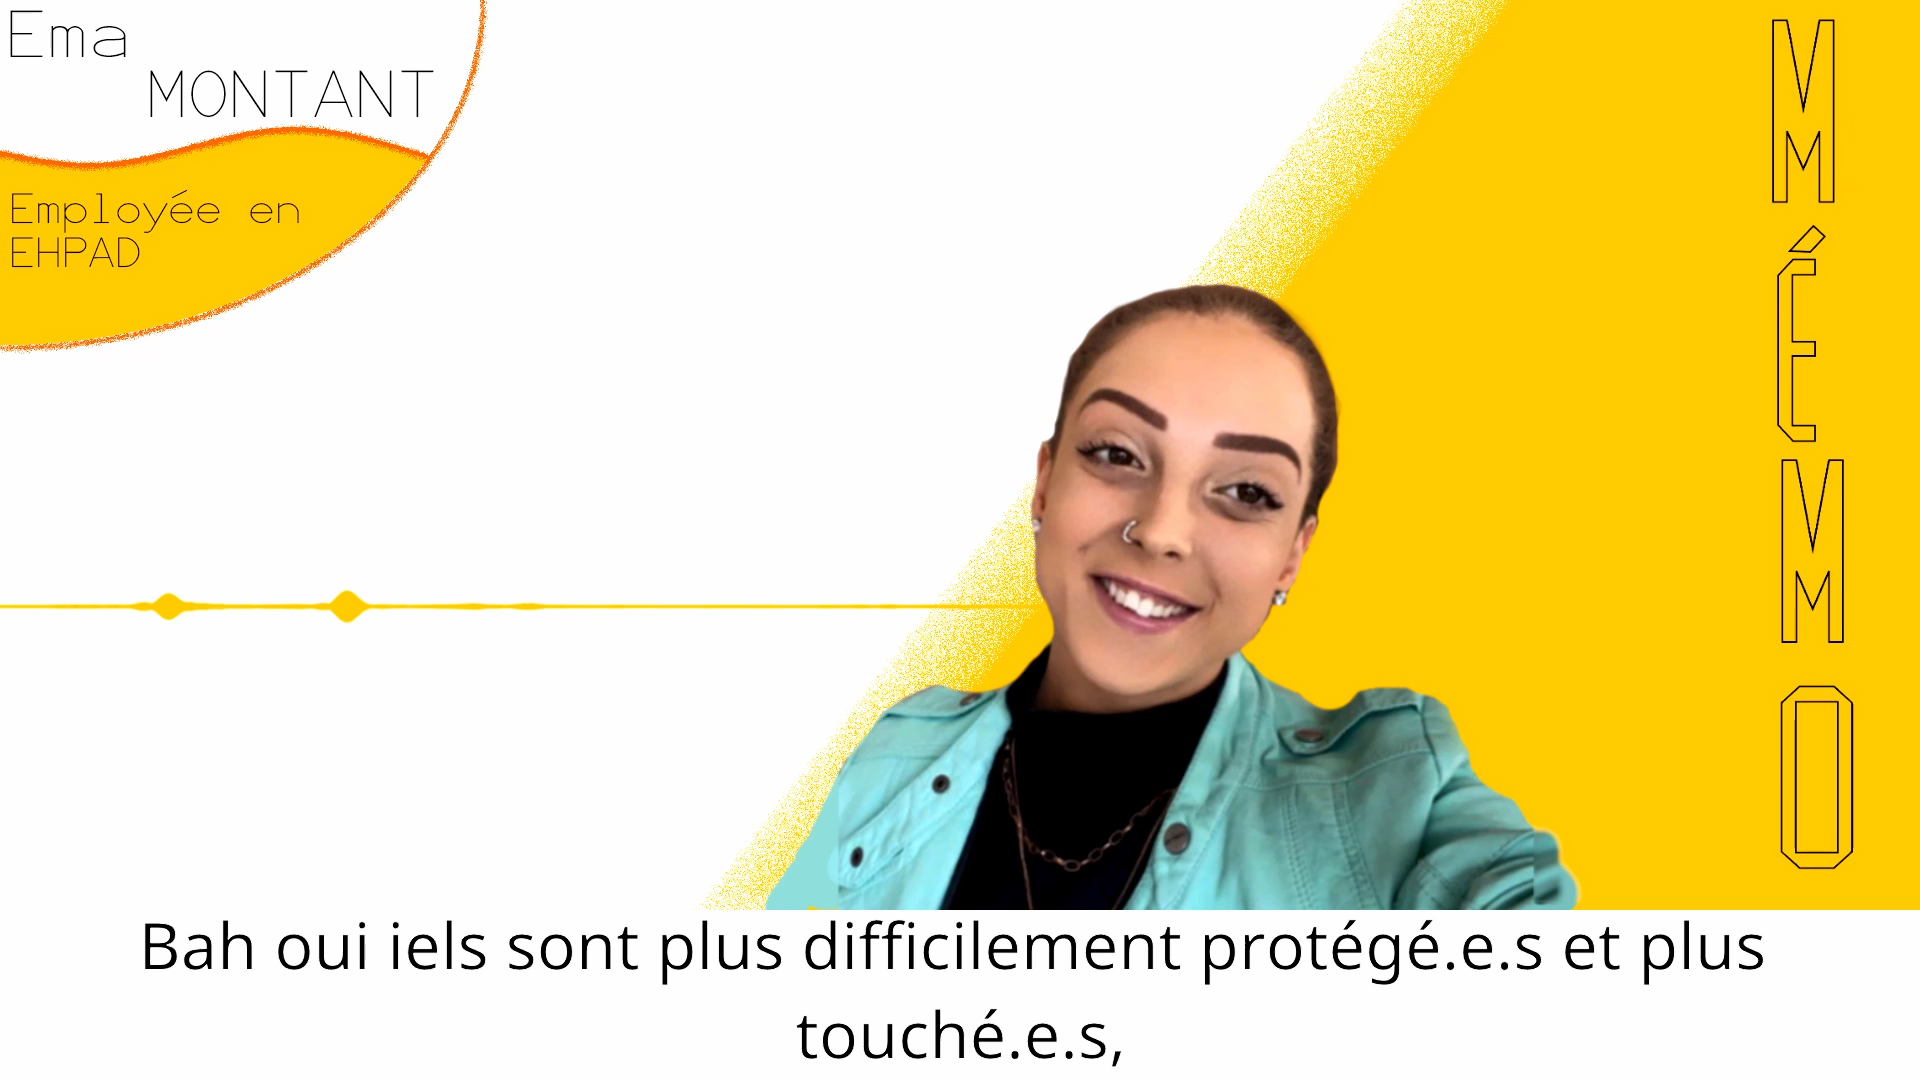 Ema
MONTANT
Employée en
EHPAD
MÉMO
Bah oui iels sont plus difficilement protégé.e.s et plus
touché.e.s,